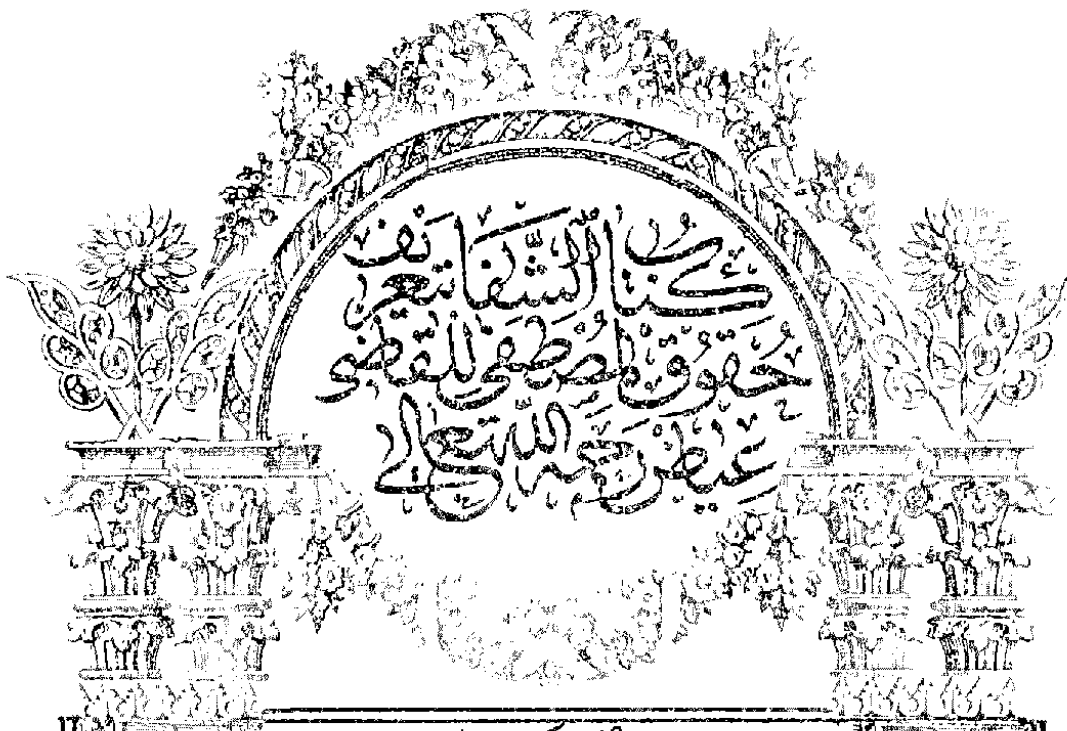 كتاب الشفا بتعريف
حقوق المصطفى للقاضي
عياض رحمه الله تعالى